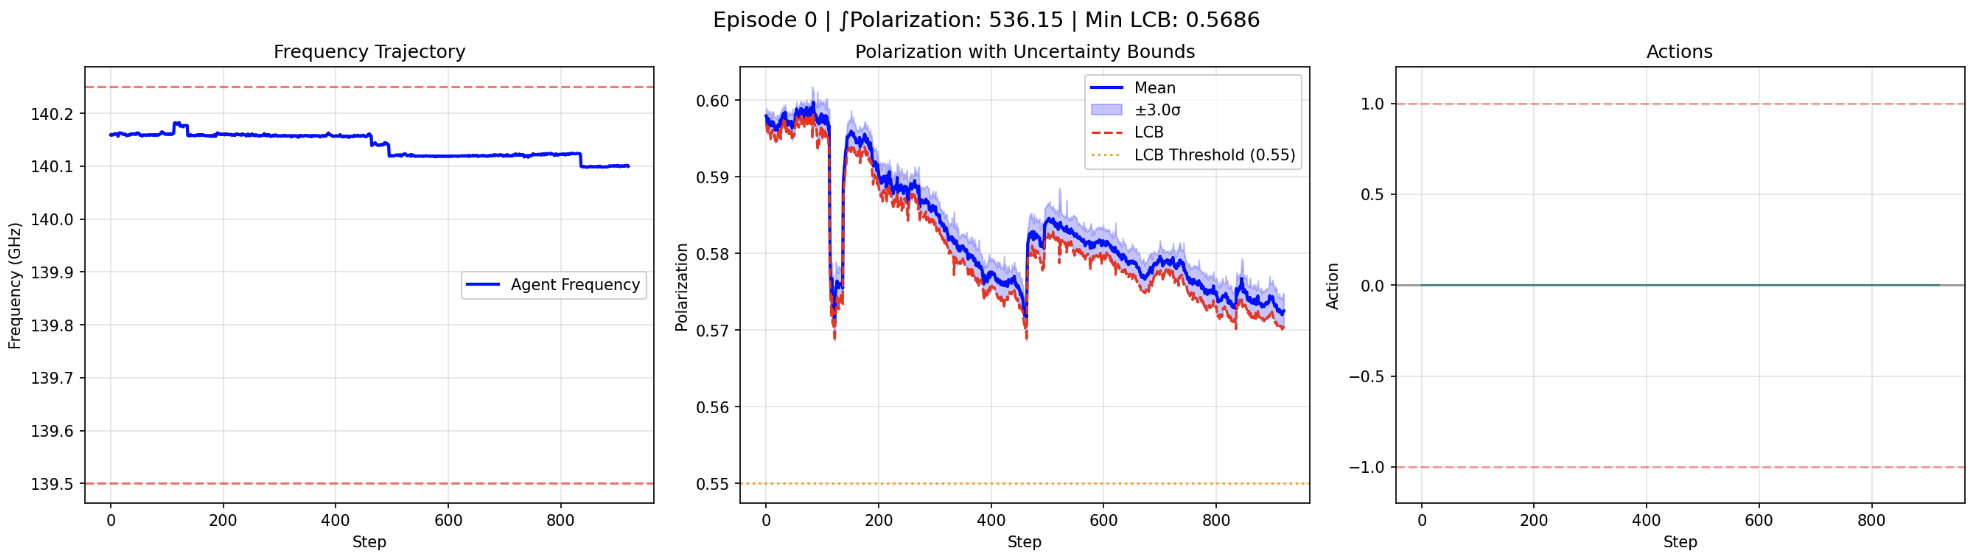 Episode 0 | ∫Polarization: 536.15 | Min LCB: 0.5686
Frequency Trajectory
Frequency (GHz)
140.2
140.1
140.0
139.9
139.8
139.7
139.6
139.5
Agent Frequency
0
200
400
600
800
Step
Polarization with Uncertainty Bounds
Polarization
0.60
0.59
0.58
0.57
0.56
0.55
Mean
±3.0σ
LCB
LCB Threshold (0.55)
0
200
400
600
800
Step
Actions
Action
1.0
0.5
0.0
−0.5
−1.0
0
200
400
600
800
Step